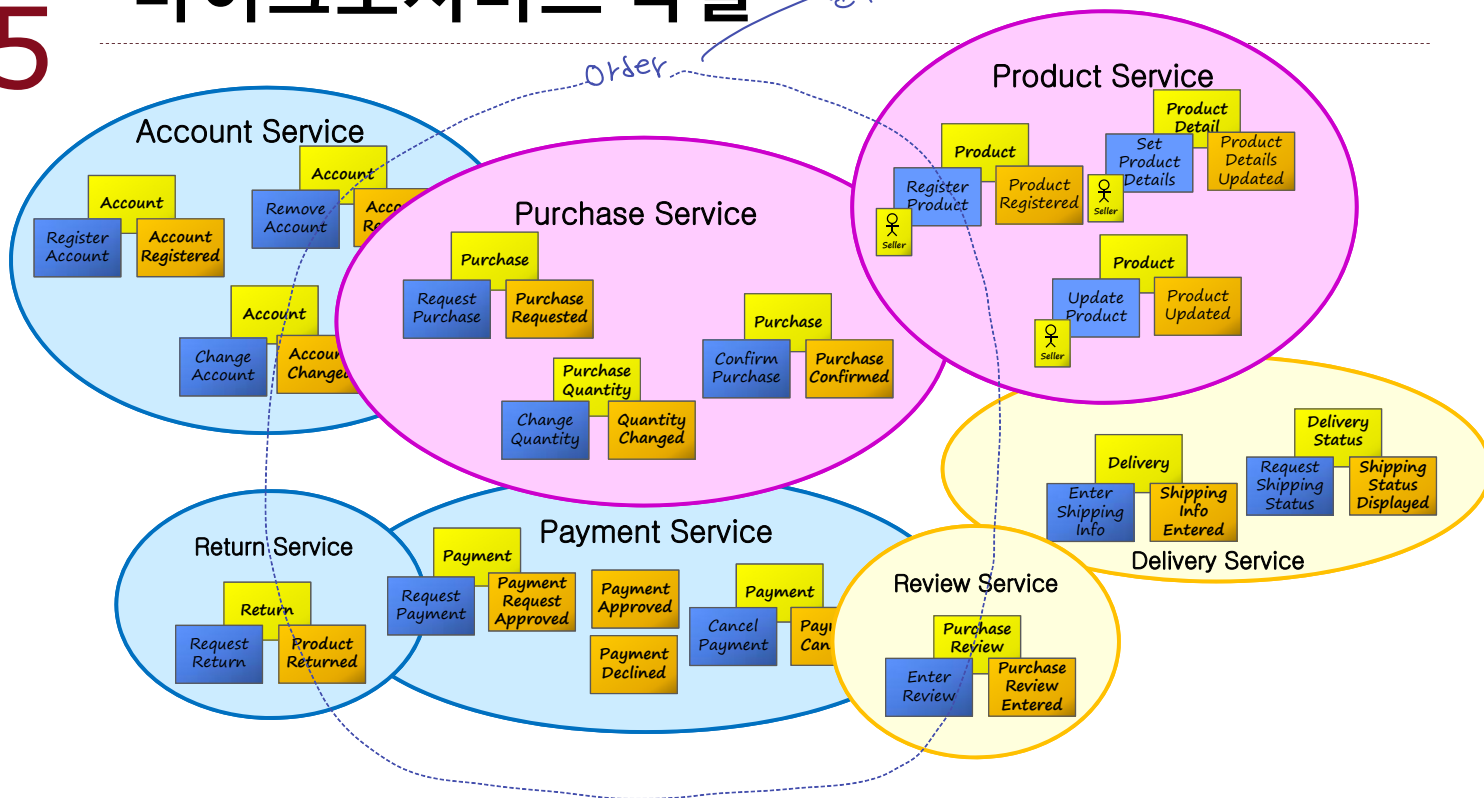 5
Order
Product Service
Product
Detail
Set
Product
Details
Product
Details
Updated
Seller
Product
Register
Product
Product
Registered
Seller
Product
Update
Product
Product
Updated
Seller
Account Service
Account
Register
Account
Account
Registered
Account
Remove
Account
Account
Change
Account
Changed
Purchase Service
Purchase
Request
Purchase
Purchase
Requested
Purchase
Confirm
Purchase
Purchase
Confirmed
Purchase
Quantity
Change
Quantity
Quantity
Changed
Delivery
Status
Request
Shipping
Status
Shipping
Status
Displayed
Delivery
Enter
Shipping
Info
Shipping
Info
Entered
Delivery Service
Return Service
Return
Request
Return
Product
Returned
Payment Service
Payment
Request
Payment
Payment
Request
Approved
Payment
Approved
Payment
Declined
Payment
Cancel
Payment
Review Service
Purchase
Review
Enter
Review
Purchase
Review
Entered